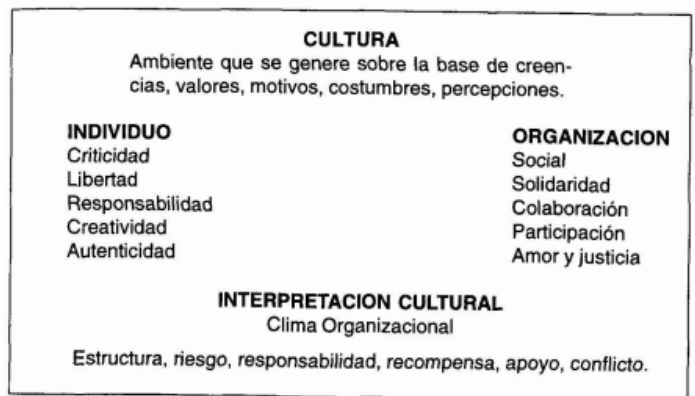 CULTURA
Ambiente que se genere sobre la base de creen-
cias, valores, motivos, costumbres, percepciones.
INDIVIDUO
Criticidad
Libertad
Responsabilidad
Creatividad
Autenticidad
ORGANIZACION
Social
Solidaridad
Colaboración
Participación
Amor y justicia
INTERPRETACION CULTURAL
Clima Organizacional
Estructura, riesgo, responsabilidad, recompensa, apoyo, conflicto.